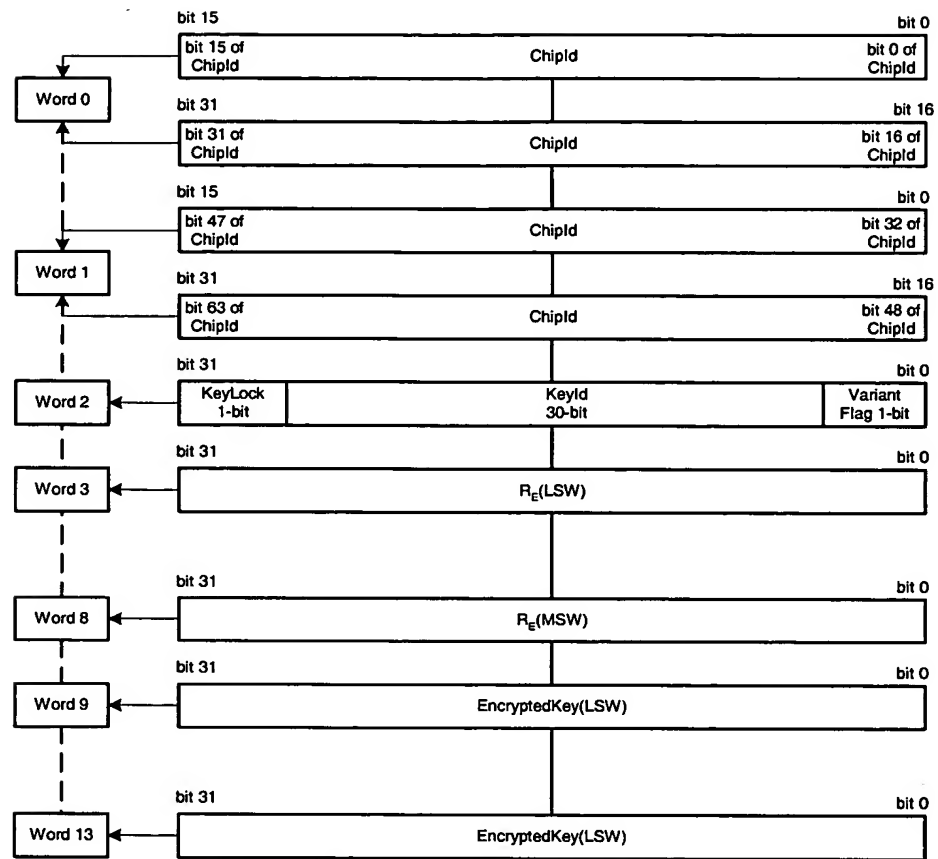 bit 15
bit 0
bit 15 of
ChipId
ChipId
bit 0 of
ChipId
Word 0
bit 31
bit 16
bit 31 of
ChipId
ChipId
bit 16 of
ChipId
bit 15
bit 0
bit 47 of
ChipId
ChipId
bit 32 of
ChipId
Word 1
bit 31
bit 16
bit 63 of
ChipId
ChipId
bit 48 of
ChipId
bit 31
bit 0
Word 2
KeyLock
1-bit
KeyId
30-bit
Variant
Flag 1-bit
bit 31
bit 0
Word 3
RE(LSW)
bit 31
bit 0
Word 8
RE(MSW)
bit 31
bit 0
Word 9
EncryptedKey(LSW)
bit 31
bit 0
Word 13
EncryptedKey(LSW)